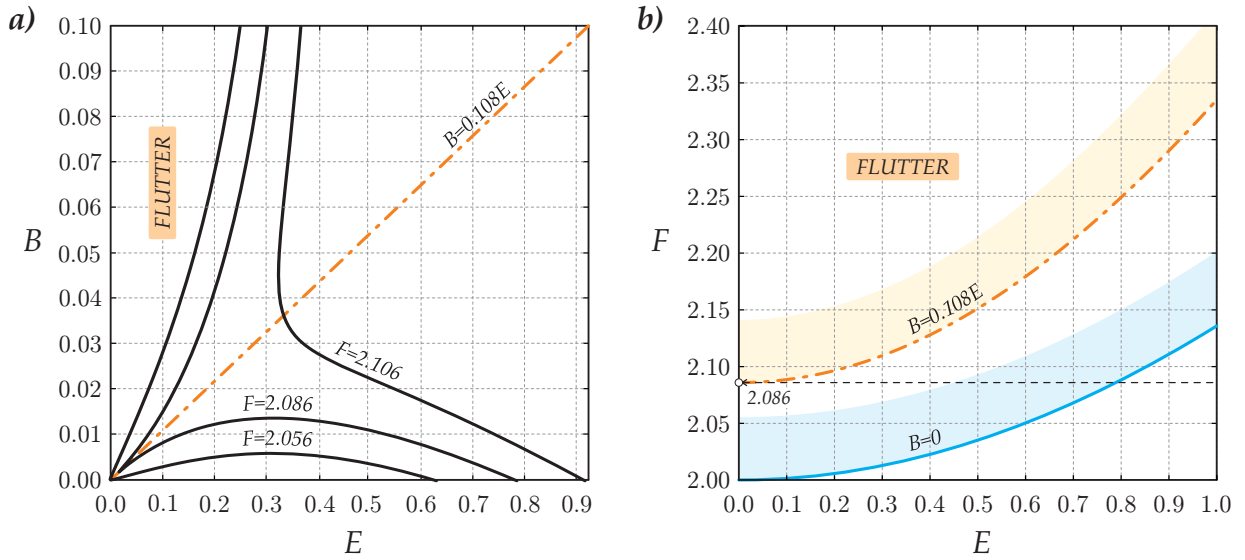 a)
0.10
0.09
0.08
0.07
0.06
0.05
0.04
0.03
0.02
0.01
0.00
B
FLUTTER
B=0.108E
F=2.106
F=2.086
F=2.056
0.0 0.1 0.2 0.3 0.4 0.5 0.6 0.7 0.8 0.9
E
b)
2.40
2.35
2.30
2.25
2.20
2.15
2.10
2.05
2.00
F
FLUTTER
B=0.108E
2.086
B=0
0.0 0.1 0.2 0.3 0.4 0.5 0.6 0.7 0.8 0.9 1.0
E